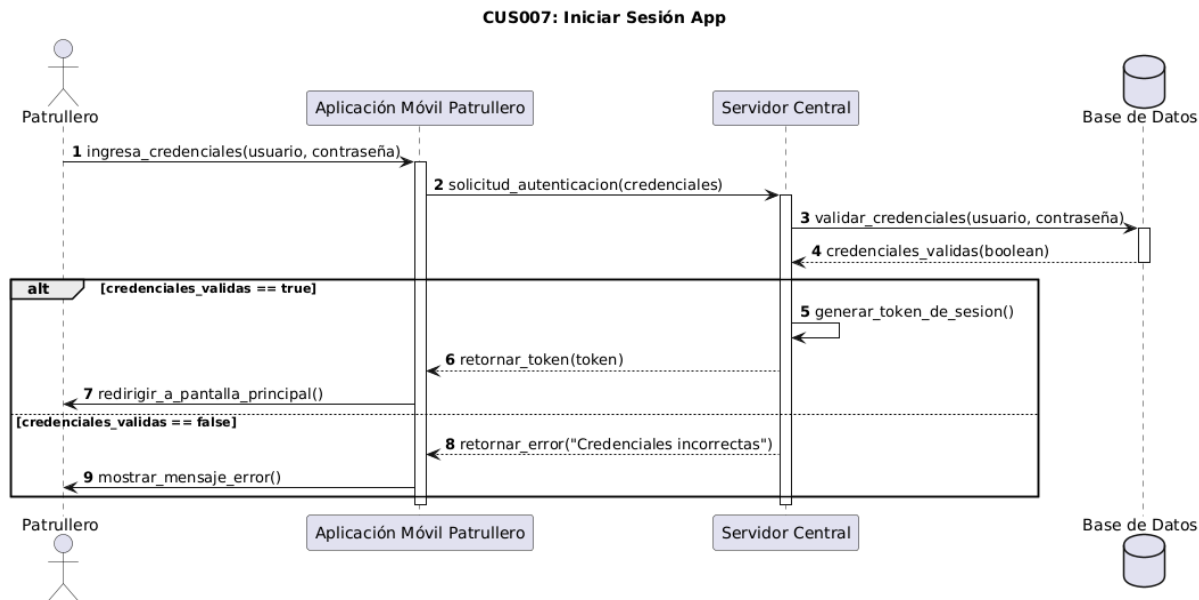 CUS007: Iniciar Sesión App
Patrullero
Aplicación Móvil Patrullero
Servidor Central
Base de Datos
1 ingresa_credenciales(usuario, contraseña)
2 solicitud_autenticacion(credenciales)
3 validar_credenciales(usuario, contraseña)
4 credenciales_validas(boolean)
alt [credenciales_validas == true]
5 generar_token_de_sesion()
6 retornar_token(token)
7 redirigir_a_pantalla_principal()
[credenciales_validas == false]
8 retornar_error("Credenciales incorrectas")
9 mostrar_mensaje_error()
Patrullero
Aplicación Móvil Patrullero
Servidor Central
Base de Datos